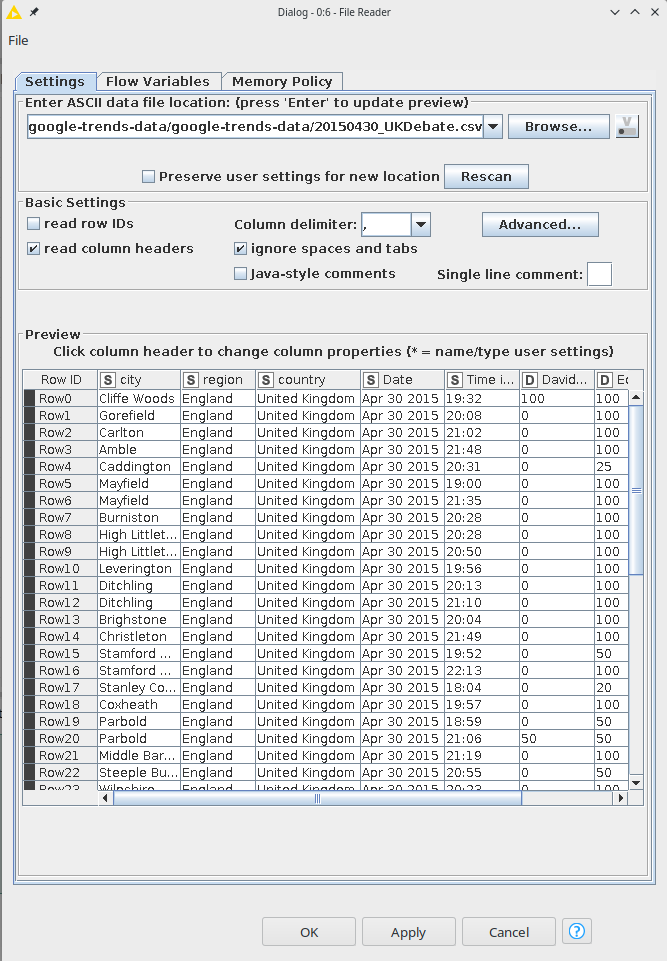 Dialog - 0:6 - File Reader
File
Settings Flow Variables Memory Policy
Enter ASCII data file location: (press 'Enter' to update preview)
google-trends-data/google-trends-data/20150430_UKDebate.csv Browse... V
Preserve user settings for new location Rescan
Basic Settings
read row IDs Column delimiter: , Advanced...
read column headers ignore spaces and tabs
Java-style comments Single line comment:
Preview
Click column header to change column properties (* = name/type user settings)
Row ID S city S region S country S Date S Time i... D David... D Ed
Row0 Cliffe Woods England United Kingdom Apr 30 2015 19:32 100 100
Row1 Gorefield England United Kingdom Apr 30 2015 20:08 0 100
Row2 Carlton England United Kingdom Apr 30 2015 21:02 0 100
Row3 Amble England United Kingdom Apr 30 2015 21:48 0 100
Row4 Caddington England United Kingdom Apr 30 2015 20:31 0 25
Row5 Mayfield England United Kingdom Apr 30 2015 19:00 0 100
Row6 Mayfield England United Kingdom Apr 30 2015 21:35 0 100
Row7 Burniston England United Kingdom Apr 30 2015 20:28 0 100
Row8 High Littlet... England United Kingdom Apr 30 2015 20:28 0 100
Row9 High Littlet... England United Kingdom Apr 30 2015 20:50 0 100
Row10 Leverington England United Kingdom Apr 30 2015 19:56 0 100
Row11 Ditchling England United Kingdom Apr 30 2015 20:13 0 100
Row12 Ditchling England United Kingdom Apr 30 2015 21:10 0 100
Row13 Brighstone England United Kingdom Apr 30 2015 20:04 0 100
Row14 Christleton England United Kingdom Apr 30 2015 21:49 0 100
Row15 Stamford ... England United Kingdom Apr 30 2015 19:52 0 50
Row16 Stamford ... England United Kingdom Apr 30 2015 22:13 0 100
Row17 Stanley Co... England United Kingdom Apr 30 2015 18:04 0 20
Row18 Coxheath England United Kingdom Apr 30 2015 19:57 0 100
Row19 Parbold England United Kingdom Apr 30 2015 18:59 0 50
Row20 Parbold England United Kingdom Apr 30 2015 21:06 50 50
Row21 Middle Bar... England United Kingdom Apr 30 2015 21:19 0 100
Row22 Steeple Bu... England United Kingdom Apr 30 2015 20:55 0 50
Row23 England United Kingdom Apr 30 2015 20:23 0 100
OK Apply Cancel ?